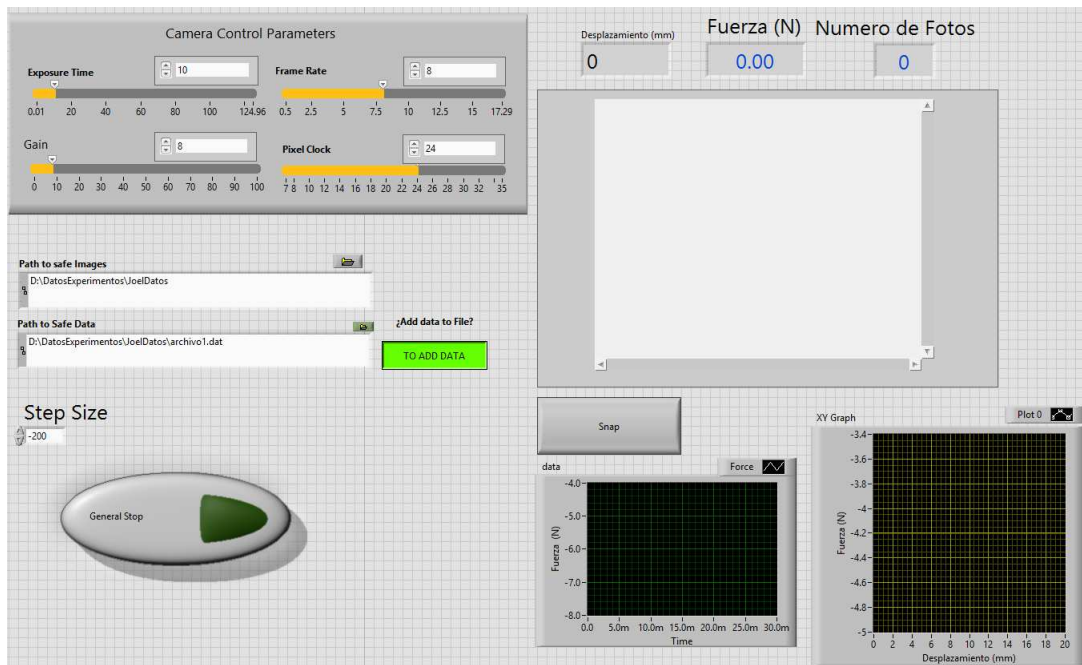 Camera Control Parameters
Exposure Time
10
0.01 20 40 60 80 100 124.96
Frame Rate
8
0.5 2.5 5 7.5 10 12.5 15 17.29
Gain
8
0 10 20 30 40 50 60 70 80 90 100
Pixel Clock
24
7 8 10 12 14 16 18 20 22 24 26 28 30 32 35
Desplazamiento (mm)
0
Fuerza (N)
0.00
Numero de Fotos
0
Path to safe Images
D:\DatosExperimentos\JoelDatos
Path to Safe Data
D:\DatosExperimentos\JoelDatos\archivo1.dat
¿Add data to File?
TO ADD DATA
Step Size
-200
General Stop
Snap
data
Force
-4.0
-5.0
-6.0
-7.0
-8.0
Fuerza (N)
0.0 5.0m 10.0m 15.0m 20.0m 25.0m 30.0m
Time
XY Graph
Plot 0
-3.4
-3.6
-3.8
-4
-4.2
-4.4
-4.6
-4.8
-5
Fuerza (N)
0 2 4 6 8 10 12 14 16 18 20
Desplazamiento (mm)